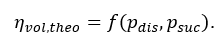 η_{vol,theo} = f(p_{dis}, p_{suc}).